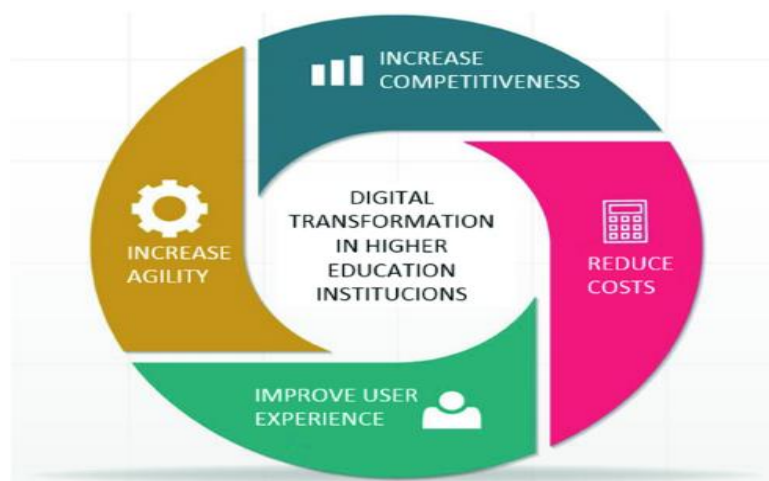 INCREASE
COMPETITIVENESS
DIGITAL
TRANSFORMATION
IN HIGHER
EDUCATION
INSTITUCIONS
REDUCE
COSTS
INCREASE
AGILITY
IMPROVE USER
EXPERIENCE